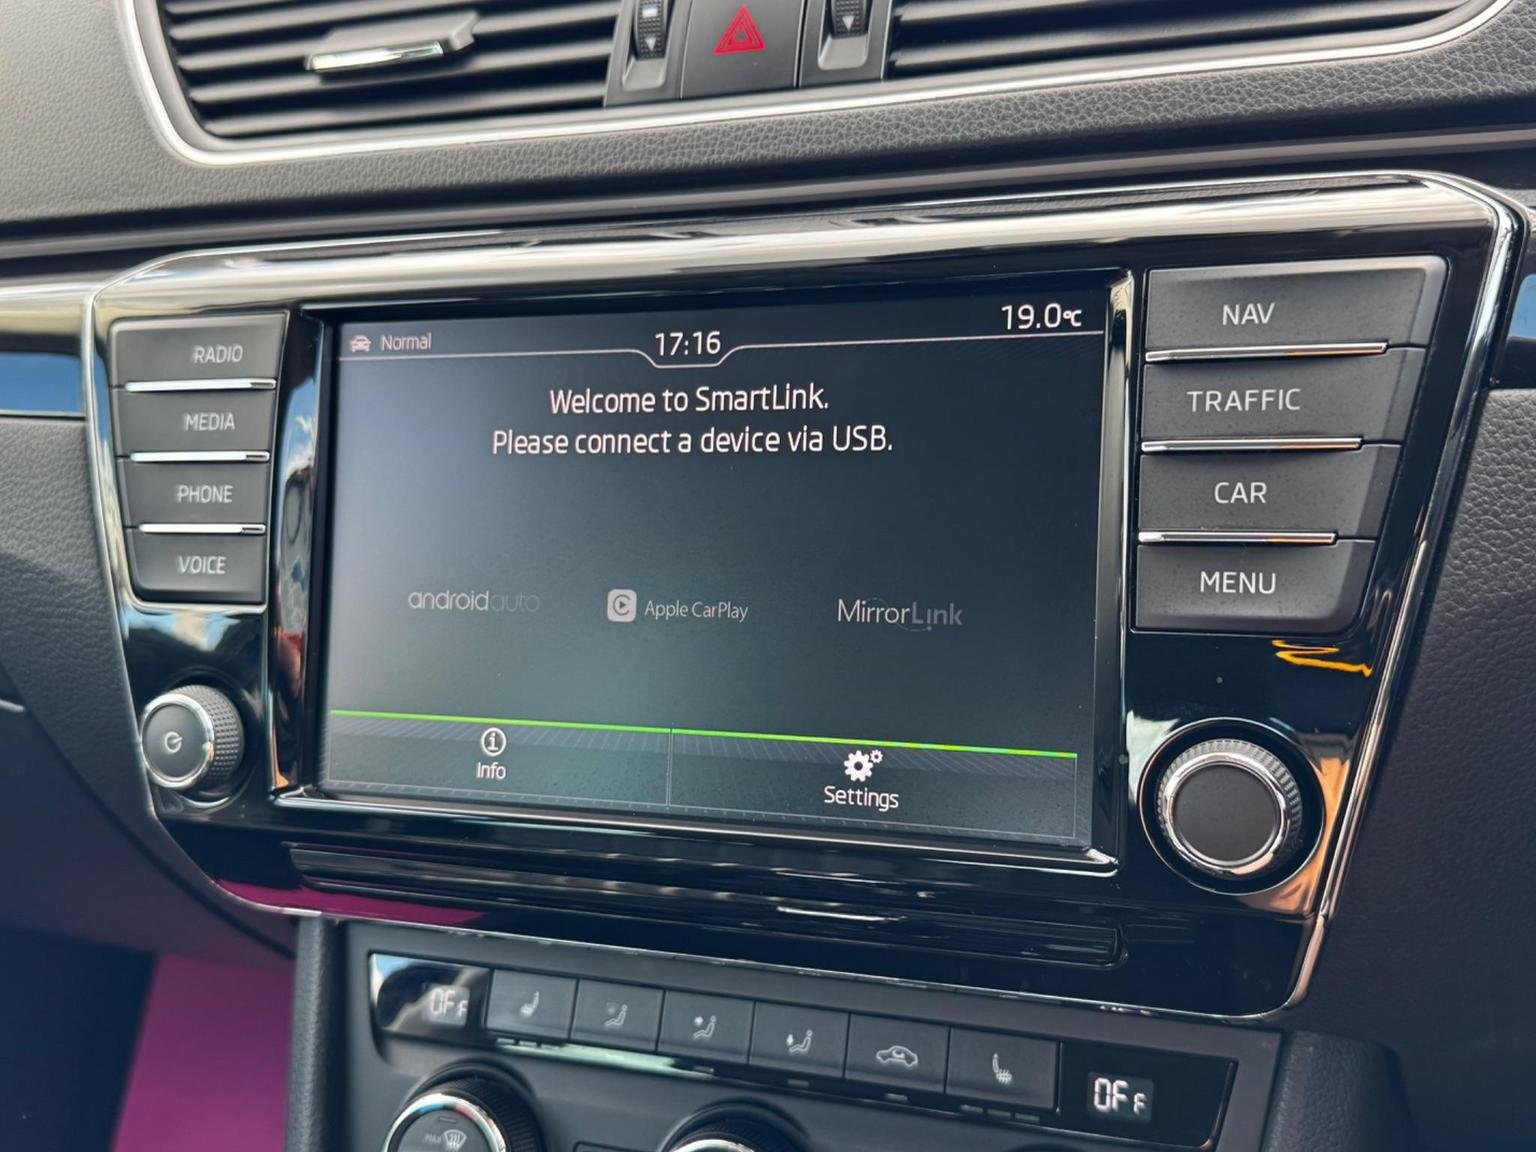 Normal
17:16
19.0°C
Welcome to SmartLink.
Please connect a device via USB.
androidauto
Apple CarPlay
MirrorLink
Info
Settings
RADIO
MEDIA
PHONE
VOICE
NAV
TRAFFIC
CAR
MENU
OFF
OFF
MAX